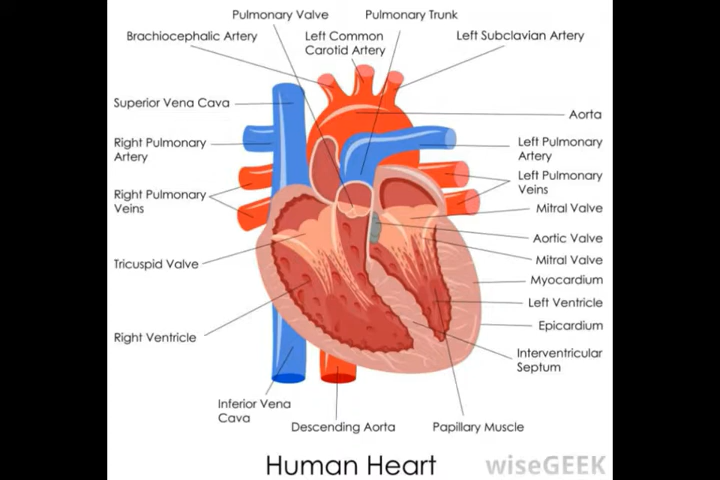 Pulmonary Valve
Pulmonary Trunk
Brachiocephalic Artery
Left Common
Carotid Artery
Left Subclavian Artery
Superior Vena Cava
Aorta
Right Pulmonary
Artery
Left Pulmonary
Artery
Left Pulmonary
Veins
Right Pulmonary
Veins
Mitral Valve
Aortic Valve
Mitral Valve
Tricuspid Valve
Myocardium
Left Ventricle
Epicardium
Right Ventricle
Interventricular
Septum
Inferior Vena
Cava
Descending Aorta
Papillary Muscle
Human Heart
wiseGEEK